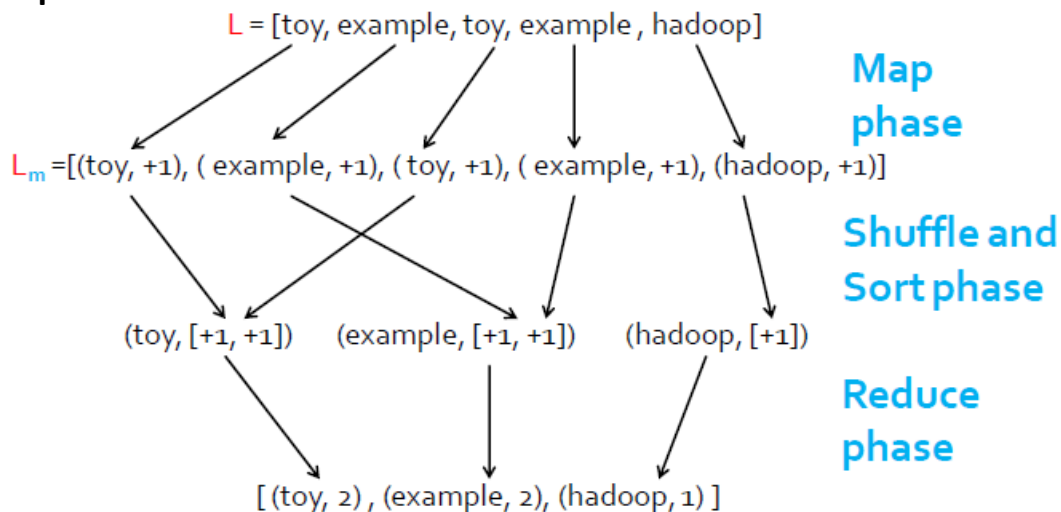 L = [toy, example, toy, example , hadoop]
Map
phase
Lm =[(toy, +1), ( example, +1), ( toy, +1), ( example, +1), (hadoop, +1)]
Shuffle and
Sort phase
(toy, [+1, +1]) (example, [+1, +1]) (hadoop, [+1])
Reduce
phase
[ (toy, 2) , (example, 2), (hadoop, 1) ]